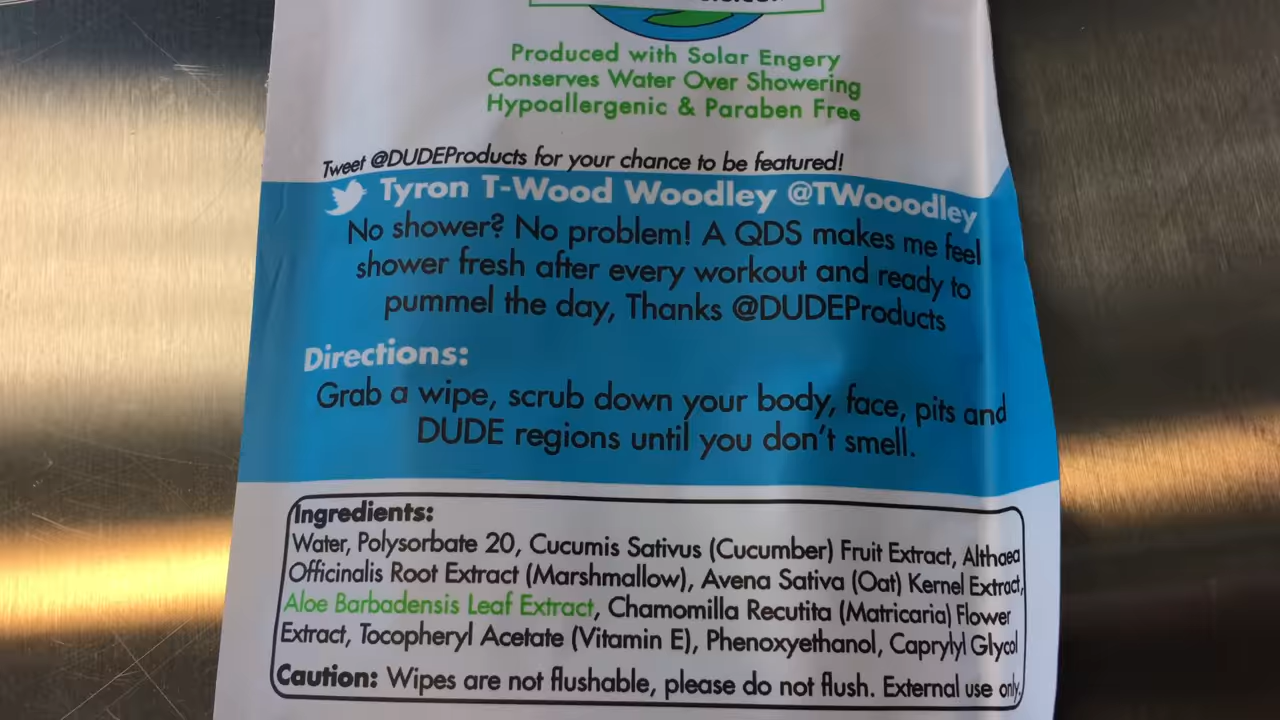 Produced with Solar Engery
Conserves Water Over Showering
Hypoallergenic & Paraben Free
Tweet @DUDEProducts for your chance to be featured!
Tyron T-Wood Woodley @TWooodley
No shower? No problem! A QDS makes me feel
shower fresh after every workout and ready to
pummel the day, Thanks @DUDEProducts
Directions:
Grab a wipe, scrub down your body, face, pits and
DUDE regions until you don't smell.
Ingredients:
Water, Polysorbate 20, Cucumis Sativus (Cucumber) Fruit Extract, Althaea
Officinalis Root Extract (Marshmallow), Avena Sativa (Oat) Kernel Extract,
Aloe Barbadensis Leaf Extract, Chamomilla Recutita (Matricaria) Flower
Extract, Tocopheryl Acetate (Vitamin E), Phenoxyethanol, Caprylyl Glycol
Caution: Wipes are not flushable, please do not flush. External use only.